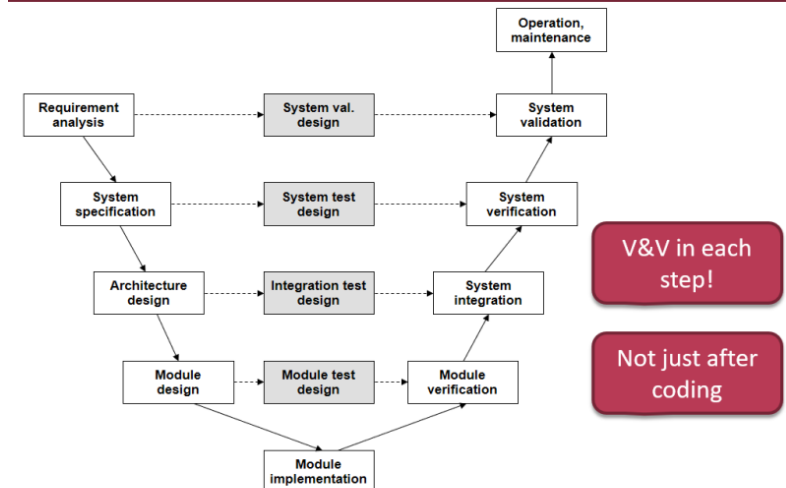 Operation,
maintenance
Requirement
analysis
System val.
design
System
validation
System
specification
System test
design
System
verification
V&V in each
step!
Architecture
design
Integration test
design
System
integration
Not just after
coding
Module
design
Module test
design
Module
verification
Module
implementation